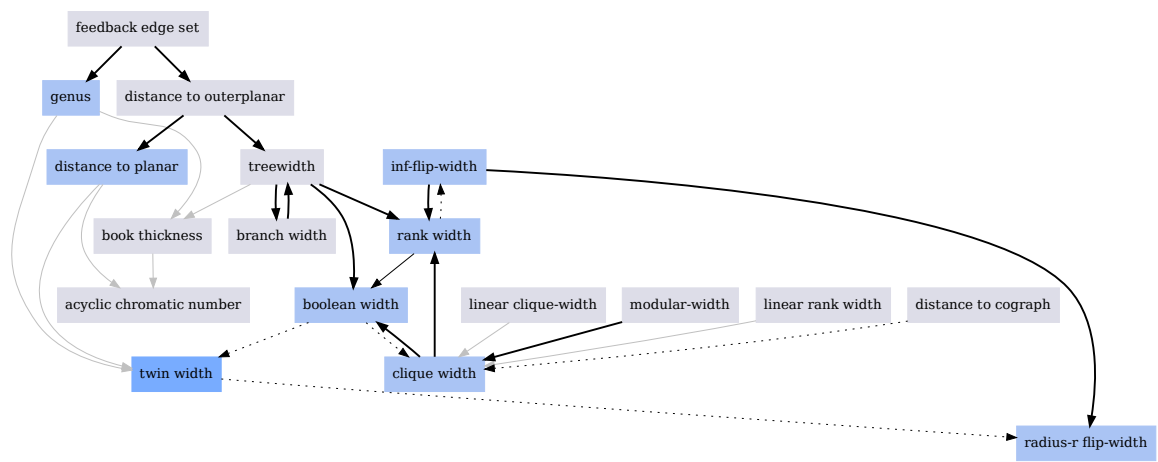 feedback edge set
genus
distance to outerplanar
distance to planar
treewidth
inf-flip-width
book thickness
branch width
rank width
acyclic chromatic number
boolean width
linear clique-width
modular-width
linear rank width
distance to cograph
twin width
clique width
radius-r flip-width